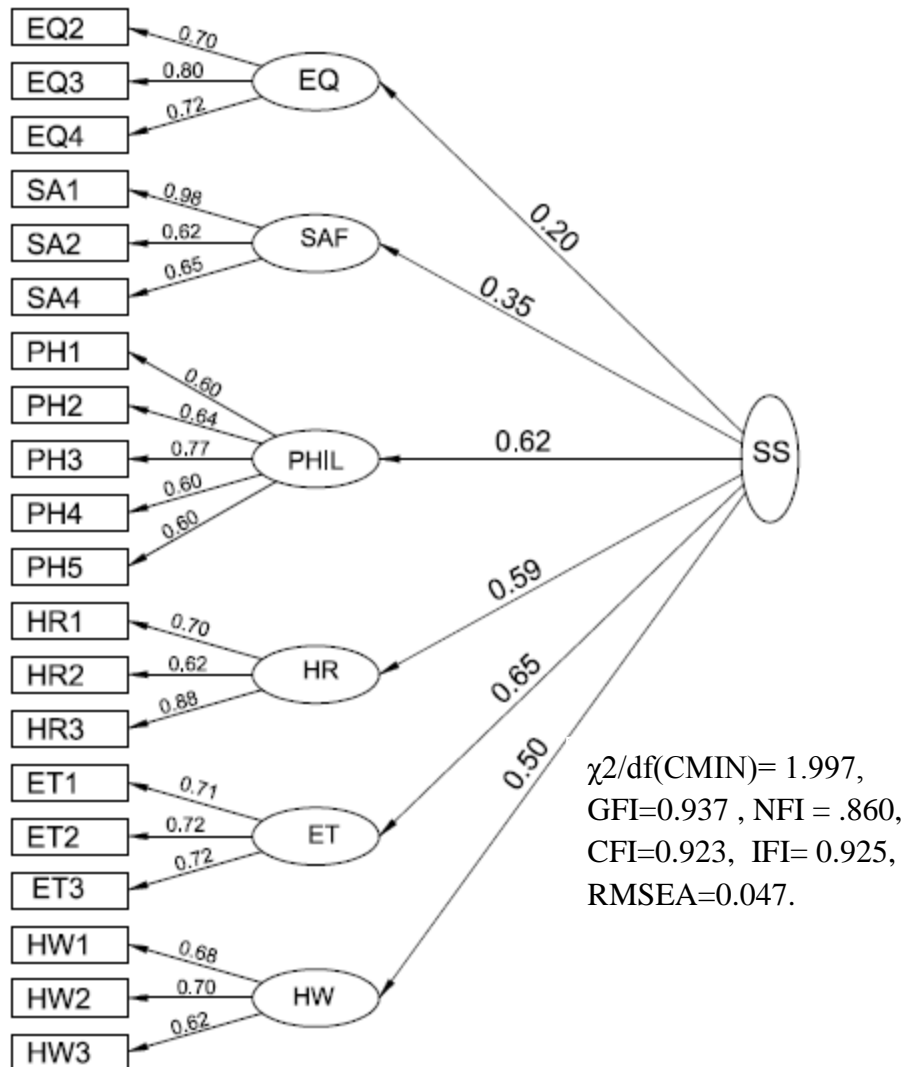 EQ2
0.70
EQ3
0.80
EQ
EQ4
0.72
SA1
0.98
0.20
SA2
0.62
SAF
SA4
0.65
0.35
PH1
0.60
PH2
0.64
PH3
0.77
PHIL
0.62
SS
PH4
0.60
PH5
0.60
HR1
0.70
0.59
HR2
0.62
HR
HR3
0.88
0.65
ET1
0.71
0.50
ET2
0.72
ET
ET3
0.72
HW1
0.68
HW2
0.70
HW
HW3
0.62
χ2/df(CMIN)= 1.997,
GFI=0.937 , NFI = .860,
CFI=0.923, IFI= 0.925,
RMSEA=0.047.